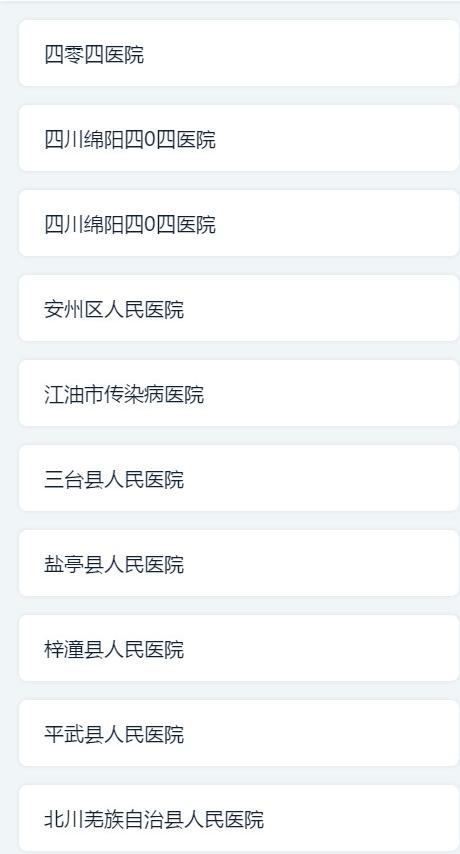 四零四医院
四川绵阳四0四医院
四川绵阳四0四医院
安州区人民医院
江油市传染病医院
三台县人民医院
盐亭县人民医院
梓潼县人民医院
平武县人民医院
北川羌族自治县人民医院